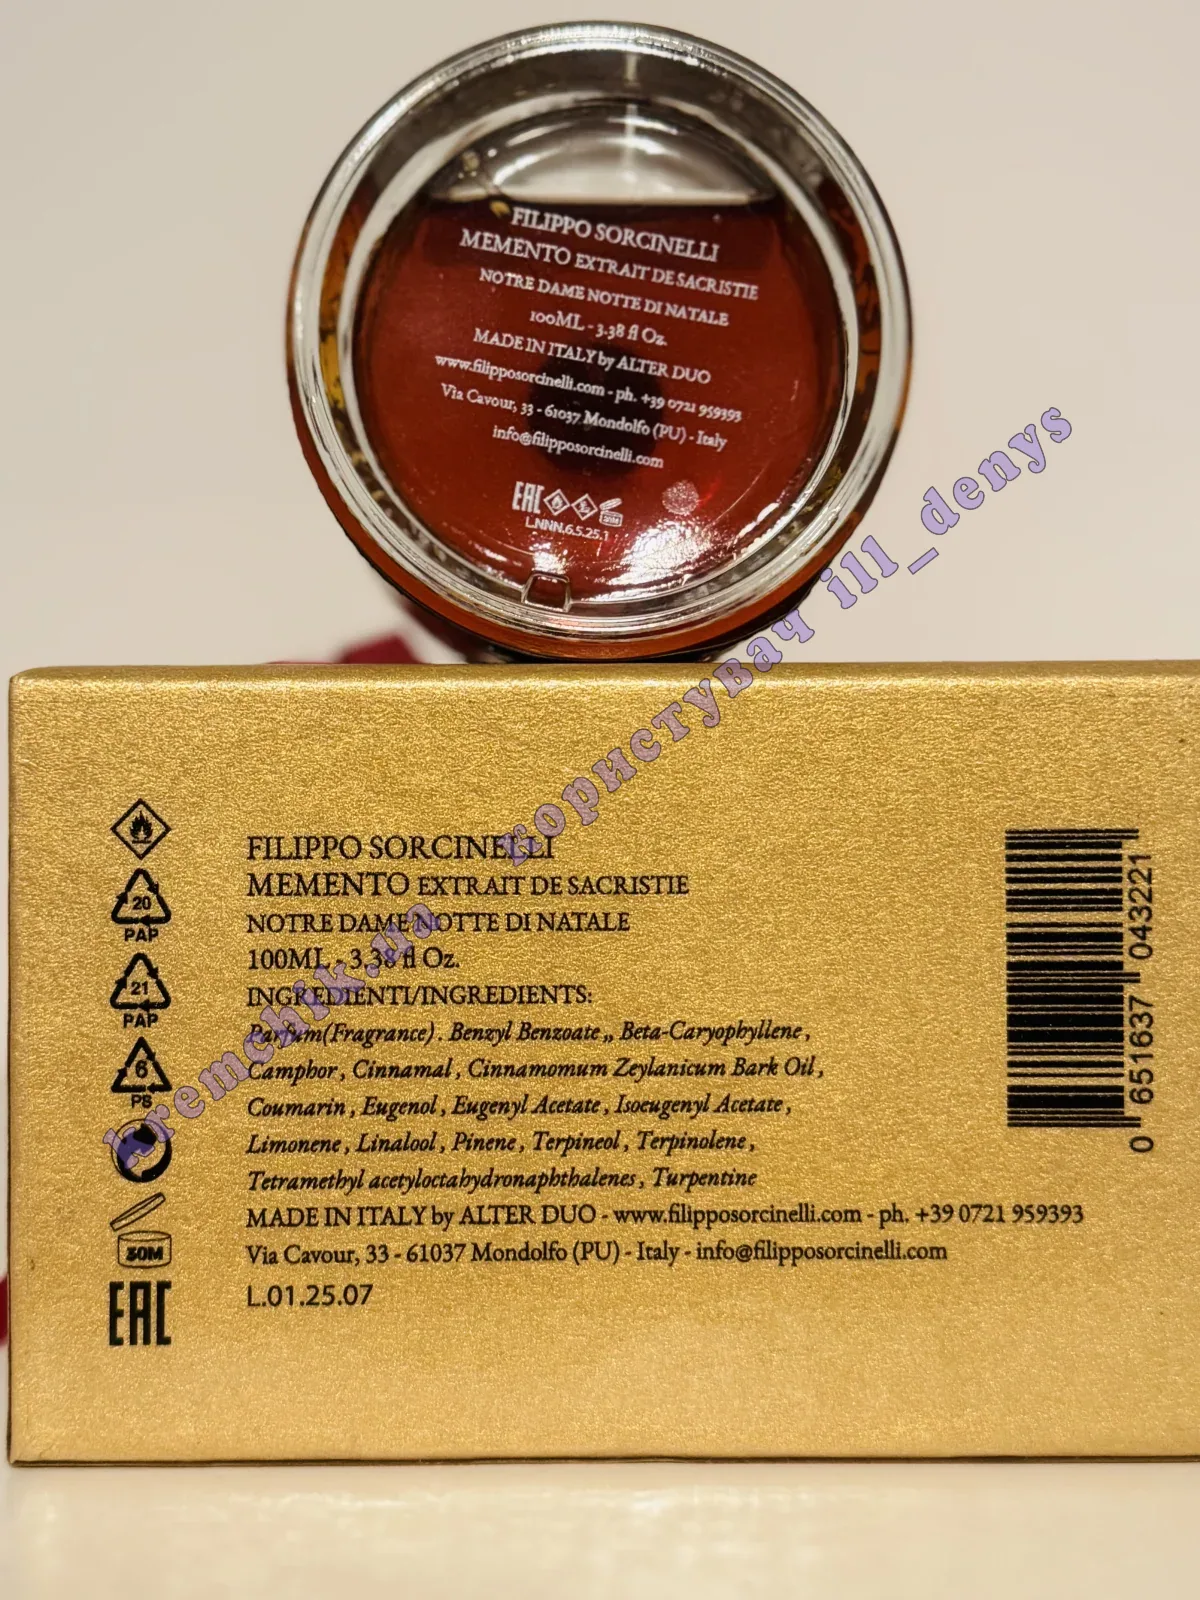 FILIPPO SORCINELLI
MEMENTO EXTRAIT DE SACRISTIE
NOTRE DAME NOTTE DI NATALE
100ML - 3.38 fl Oz.
MADE IN ITALY by ALTER DUO
www.filipposorcinelli.com - ph. +39 0721 959393
Via Cavour, 33 - 61037 Mondolfo (PU) - Italy
info@filipposorcinelli.com
EAC
L.NNN.6.5.25.1
kremchik.ua користувач ill_denys
20
PAP
21
PAP
6
PS
30M
EAC
FILIPPO SORCINELLI
MEMENTO EXTRAIT DE SACRISTIE
NOTRE DAME NOTTE DI NATALE
100ML - 3.38 fl Oz.
INGREDIENTI/INGREDIENTS:
Parfum(Fragrance). Benzyl Benzoate,, Beta-Caryophyllene,
Camphor, Cinnamal, Cinnamomum Zeylanicum Bark Oil,
Coumarin, Eugenol, Eugenyl Acetate, Isoeugenyl Acetate,
Limonene, Linalool, Pinene, Terpineol, Terpinolene,
Tetramethyl acetyloctahydronaphthalenes, Turpentine
MADE IN ITALY by ALTER DUO - www.filipposorcinelli.com - ph. +39 0721 959393
Via Cavour, 33 - 61037 Mondolfo (PU) - Italy - info@filipposorcinelli.com
L.01.25.07
0 651637 043221